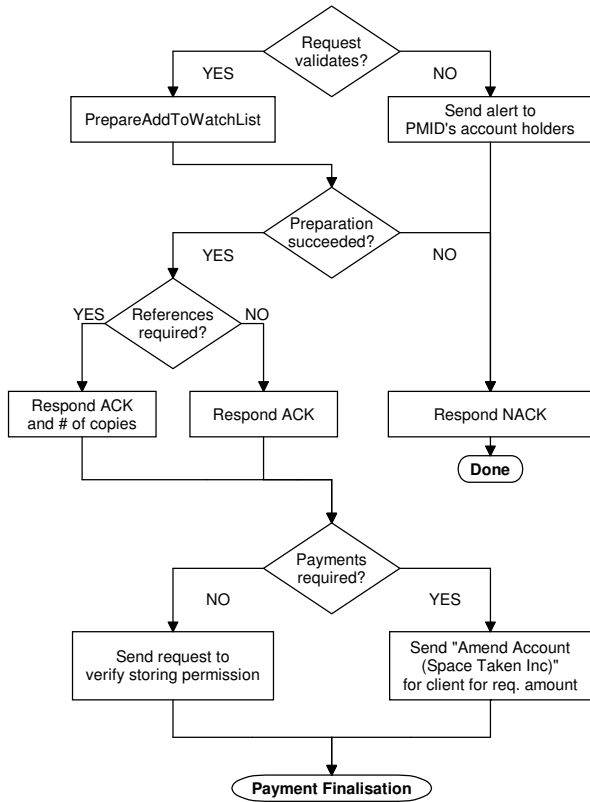 Request
validates?
YES
NO
PrepareAddToWatchList
Send alert to
PMID's account holders
Preparation
succeeded?
YES
NO
References
required?
YES
NO
Respond ACK
and # of copies
Respond ACK
Respond NACK
Done
Payments
required?
NO
YES
Send request to
verify storing permission
Send "Amend Account
(Space Taken Inc)"
for client for req. amount
Payment Finalisation